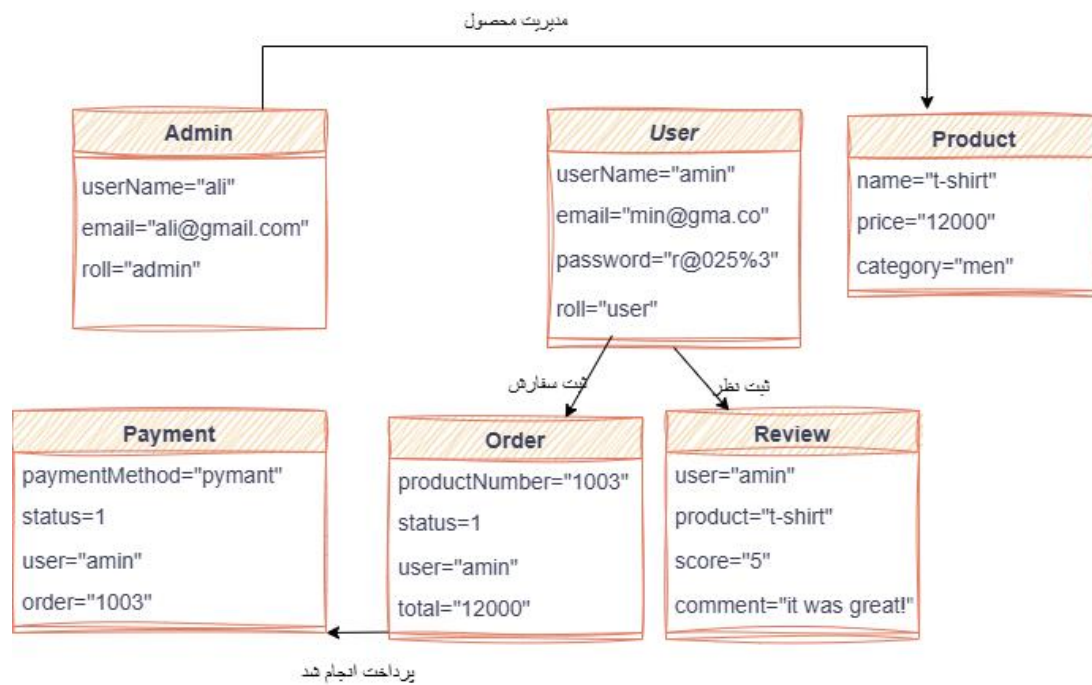 مدیریت محصول
Admin
userName="ali"
email="ali@gmail.com"
roll="admin"
User
userName="amin"
email="min@gma.co"
password="r@025%3"
roll="user"
Product
name="t-shirt"
price="12000"
category="men"
ثبت سفارش
ثبت نظر
Payment
paymentMethod="pymant"
status=1
user="amin"
order="1003"
Order
productNumber="1003"
status=1
user="amin"
total="12000"
Review
user="amin"
product="t-shirt"
score="5"
comment="it was great!"
پرداخت انجام شد